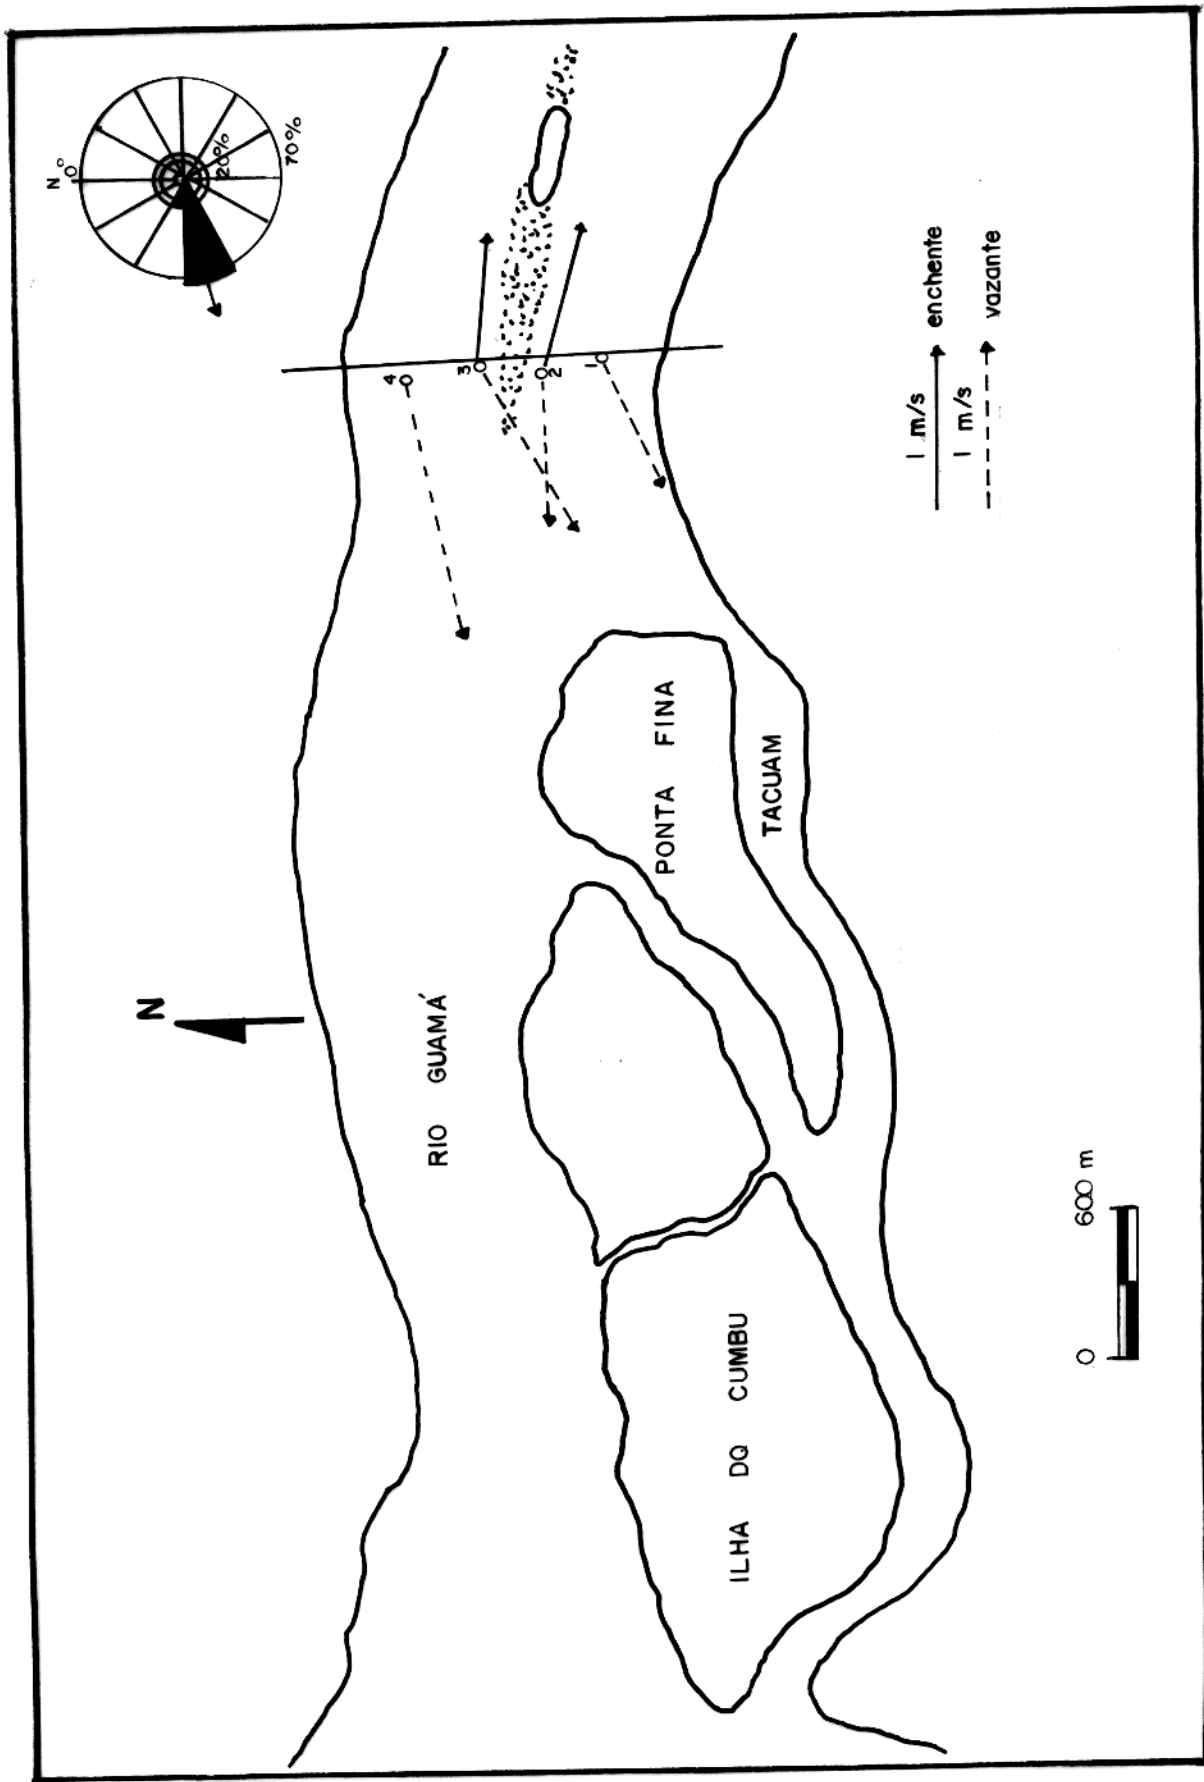 N
0°
20%
70%
4
3
2
1
1 m/s
enchente
1 m/s
vazante
N
RIO GUAMÁ
PONTA FINA
TACUAM
ILHA DO CUMBU
0
600 m